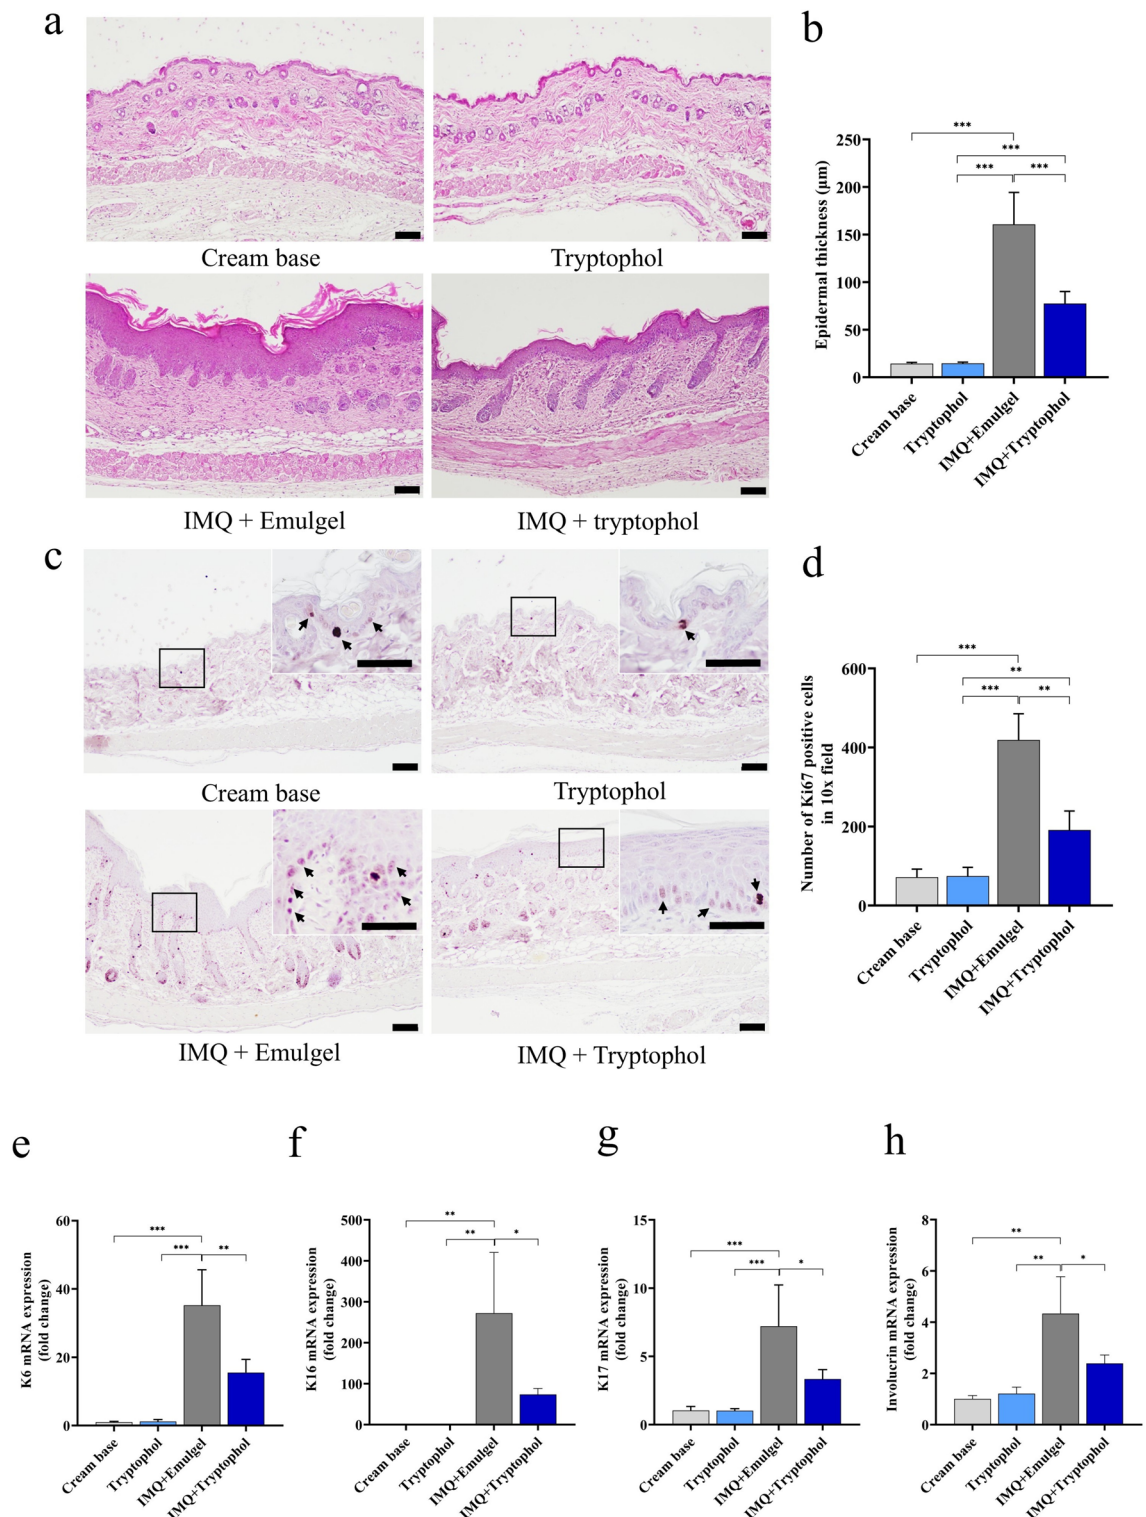 a
Cream base
Tryptophol
IMQ + Emulgel
IMQ + tryptophol
b
Epidermal thickness (μm)
250
200
150
100
50
0
***
***
***
***
Cream base
Tryptophol
IMQ+Emulgel
IMQ+Tryptophol
c
Cream base
Tryptophol
IMQ + Emulgel
IMQ + Tryptophol
d
Number of Ki67 positive cells
in 10x field
600
400
200
0
***
**
***
**
Cream base
Tryptophol
IMQ+Emulgel
IMQ+Tryptophol
e
K6 mRNA expression
(fold change)
60
40
20
0
***
***
**
Cream base
Tryptophol
IMQ+Emulgel
IMQ+Tryptophol
f
K16 mRNA expression
(fold change)
500
400
300
200
100
0
**
**
*
Cream base
Tryptophol
IMQ+Emulgel
IMQ+Tryptophol
g
K17 mRNA expression
(fold change)
15
10
5
0
***
***
*
Cream base
Tryptophol
IMQ+Emulgel
IMQ+Tryptophol
h
Involucrin mRNA expression
(fold change)
8
6
4
2
0
**
**
*
Cream base
Tryptophol
IMQ+Emulgel
IMQ+Tryptophol